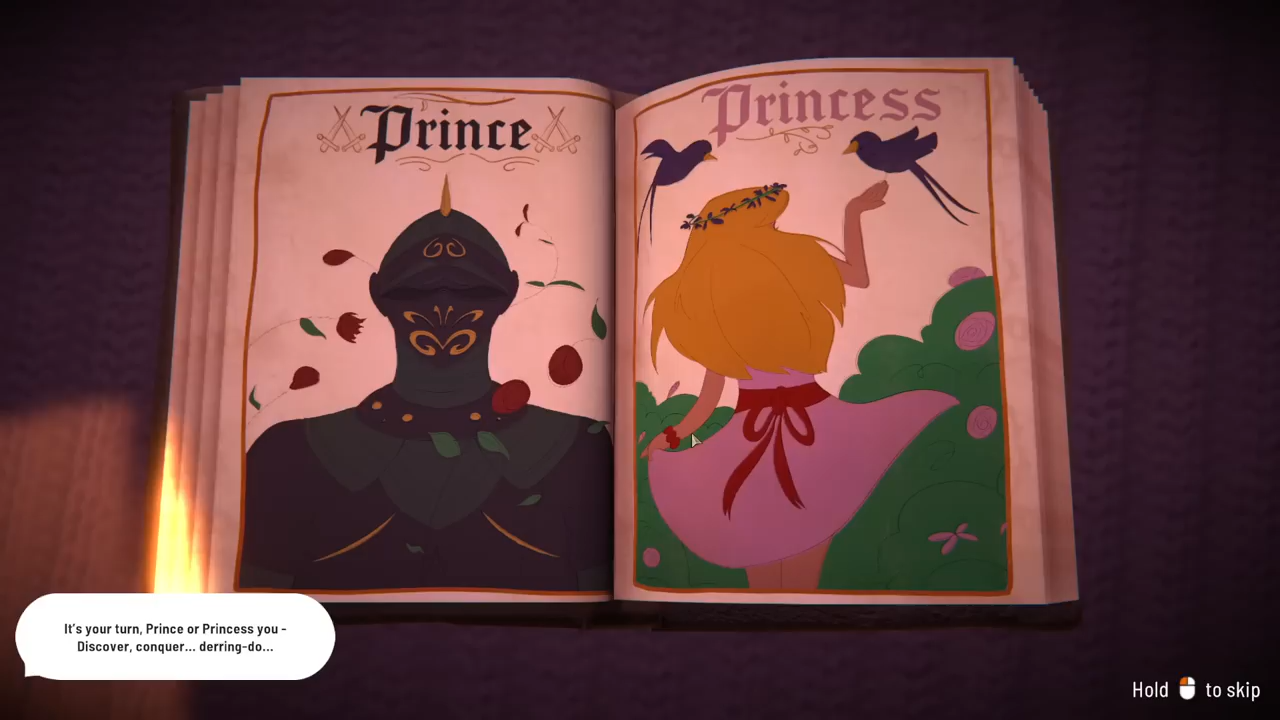 Prince
Princess
It's your turn, Prince or Princess you -
Discover, conquer... derring-do...
Hold to skip